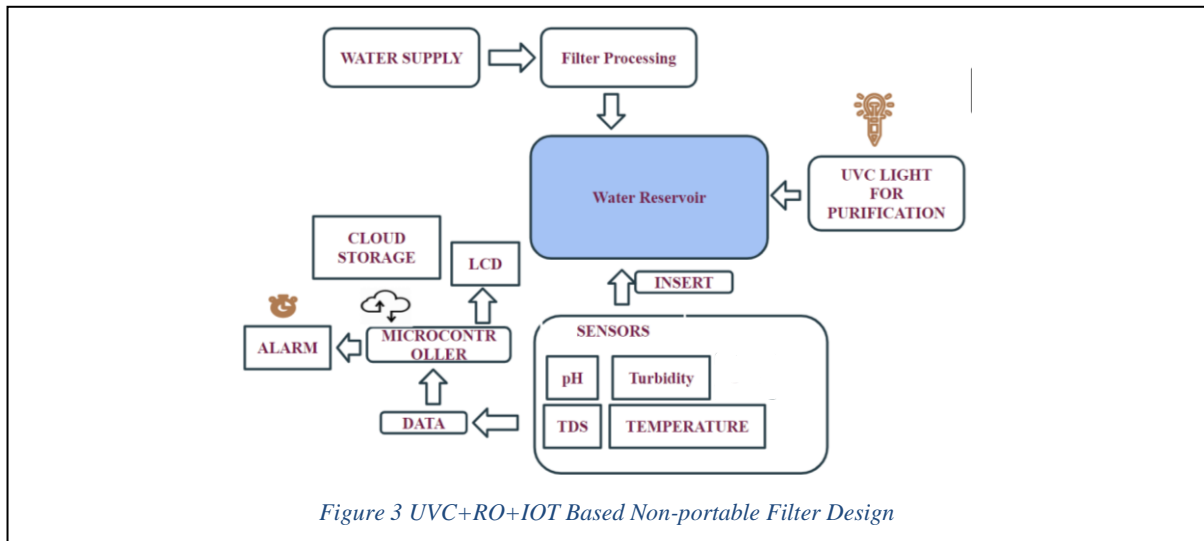 WATER SUPPLY
Filter Processing
Water Reservoir
UVC LIGHT
FOR
PURIFICATION
CLOUD
STORAGE
LCD
INSERT
ALARM
MICROCONTR
OLLER
SENSORS
pH
Turbidity
DATA
TDS
TEMPERATURE
Figure 3 UVC+RO+IOT Based Non-portable Filter Design